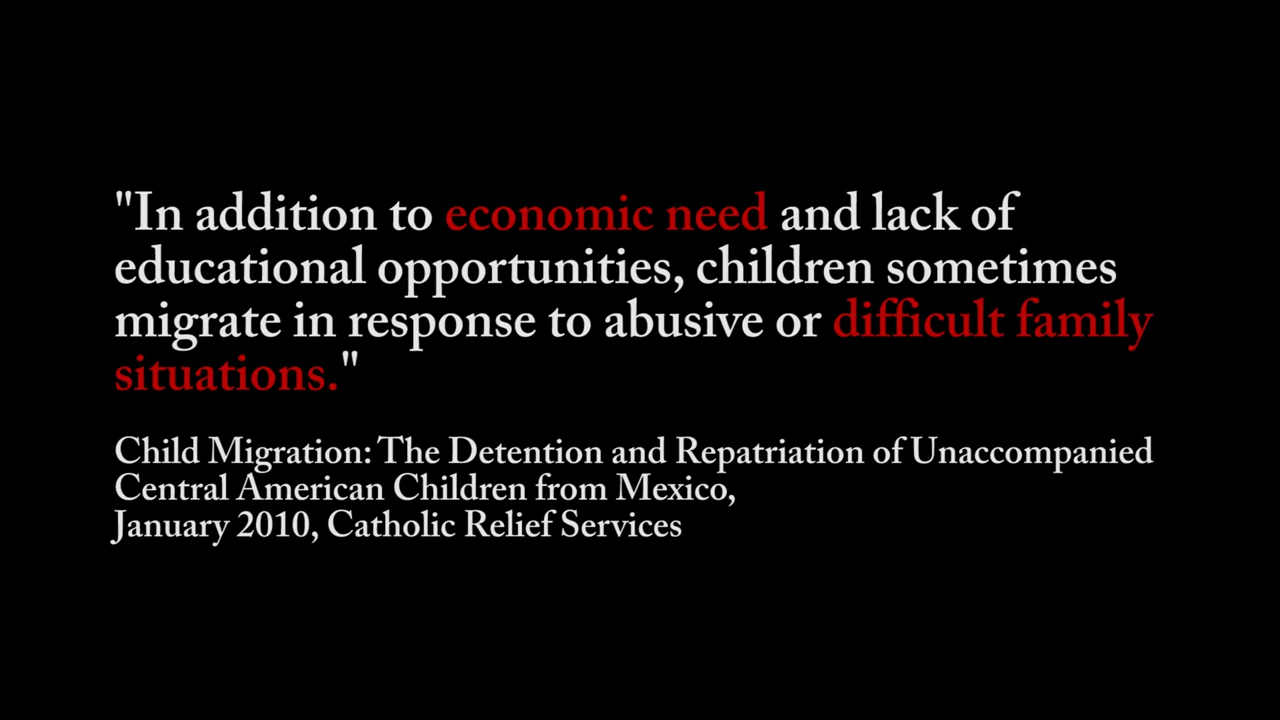 "In addition to economic need and lack of
educational opportunities, children sometimes
migrate in response to abusive or difficult family
situations."
Child Migration: The Detention and Repatriation of Unaccompanied
Central American Children from Mexico,
January 2010, Catholic Relief Services